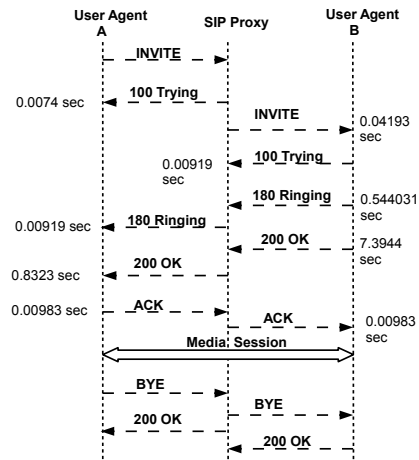 User Agent
A
SIP Proxy
User Agent
B
INVITE
100 Trying
0.0074 sec
INVITE
0.04193
sec
100 Trying
0.00919
sec
180 Ringing
0.544031
sec
180 Ringing
0.00919 sec
200 OK
7.3944
sec
200 OK
0.8323 sec
0.00983 sec
ACK
ACK
0.00983
sec
Media Session
BYE
BYE
200 OK
200 OK